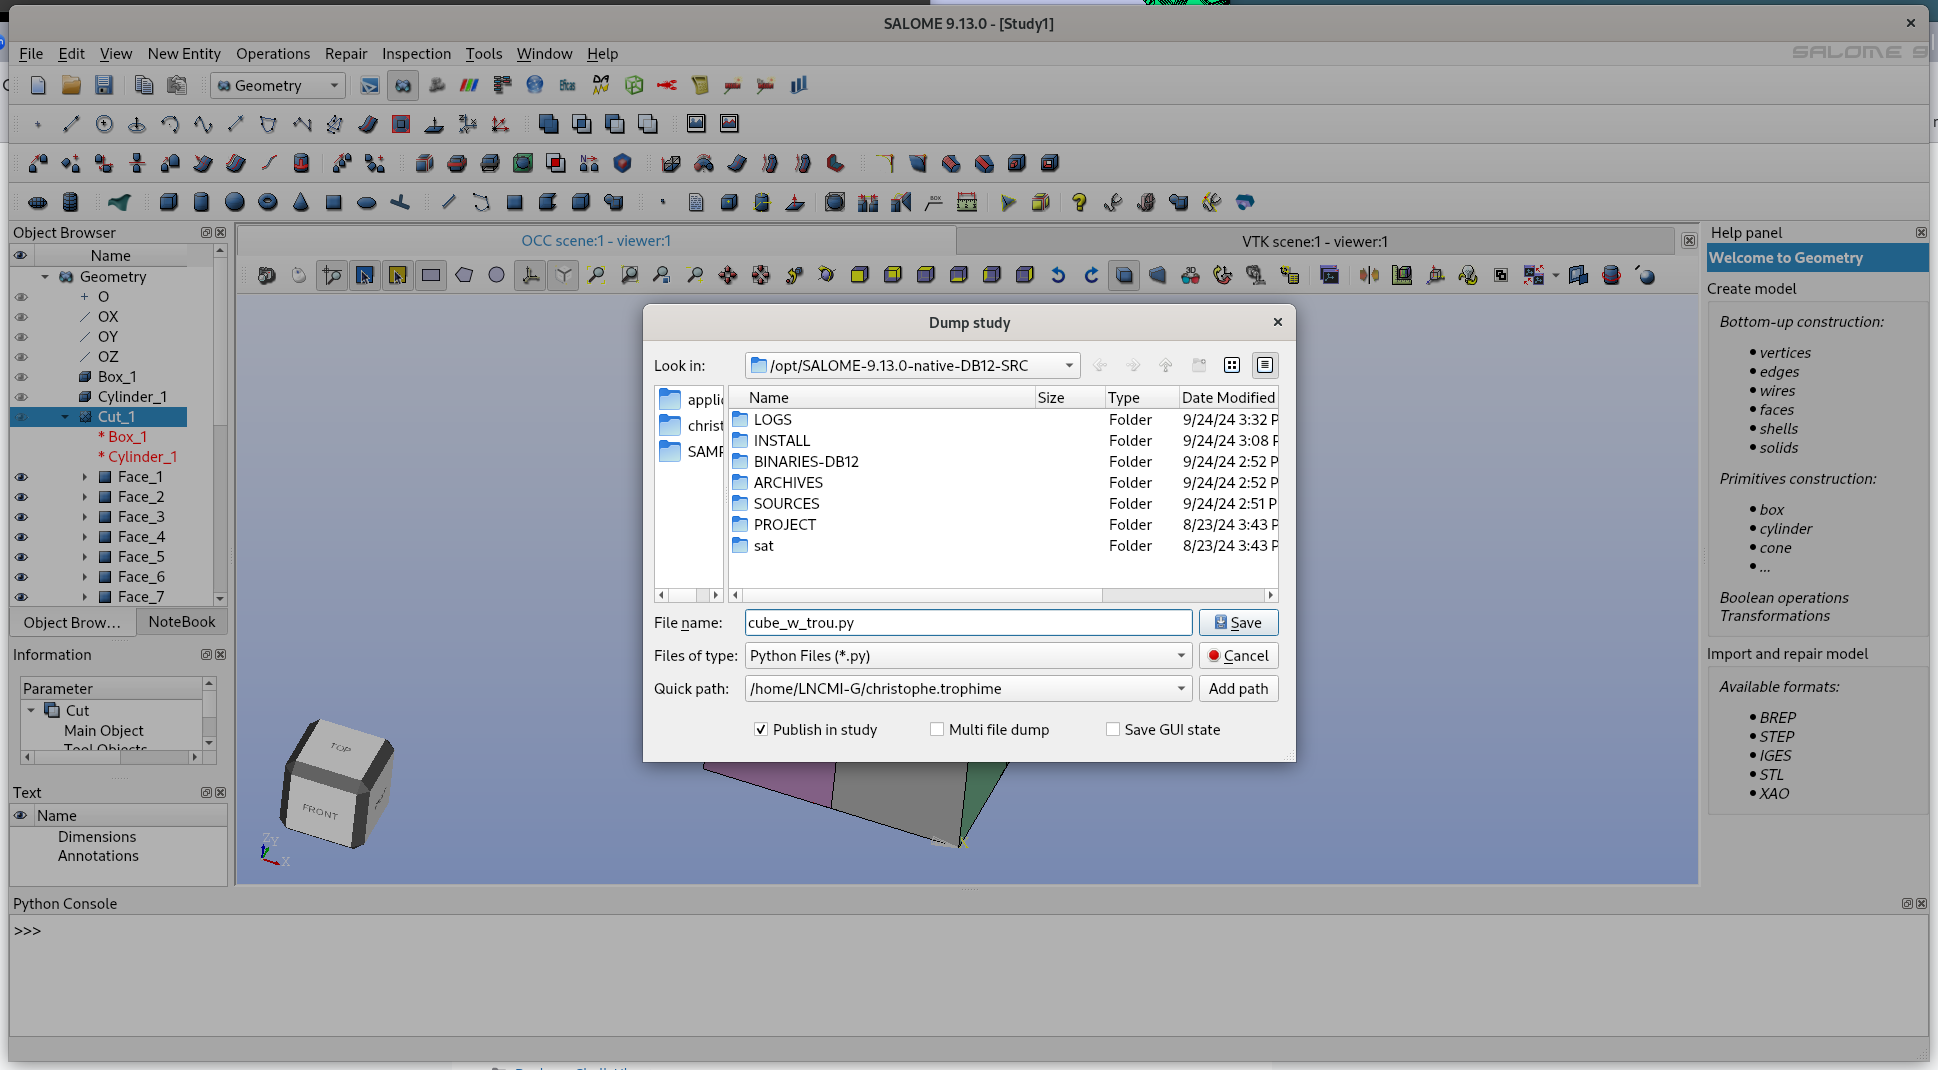 SALOME 9.13.0 - [Study1]
File Edit View New Entity Operations Repair Inspection Tools Window Help
SALOME 9
Geometry
Object Browser
Name
Geometry
O
OX
OY
OZ
Box_1
Cylinder_1
Cut_1
* Box_1
* Cylinder_1
Face_1
Face_2
Face_3
Face_4
Face_5
Face_6
Face_7
Object Brow...
NoteBook
Information
Parameter
Cut
Main Object
Tool Objects
Text
Name
Dimensions
Annotations
OCC scene:1 - viewer:1
VTK scene:1 - viewer:1
TOP
FRONT
Z
y
X
Dump study
Look in:
/opt/SALOME-9.13.0-native-DB12-SRC
applic
christ
SAMP
Name Size Type Date Modified
LOGS Folder 9/24/24 3:32 P
INSTALL Folder 9/24/24 3:08 P
BINARIES-DB12 Folder 9/24/24 2:52 P
ARCHIVES Folder 9/24/24 2:52 P
SOURCES Folder 9/24/24 2:51 P
PROJECT Folder 8/23/24 3:43 P
sat Folder 8/23/24 3:43 P
File name: cube_w_trou.py Save
Files of type: Python Files (*.py) Cancel
Quick path: /home/LNCMI-G/christophe.trophime Add path
Publish in study Multi file dump Save GUI state
Help panel
Welcome to Geometry
Create model
Bottom-up construction:
• vertices
• edges
• wires
• faces
• shells
• solids
Primitives construction:
• box
• cylinder
• cone
• ...
Boolean operations
Transformations
Import and repair model
Available formats:
• BREP
• STEP
• IGES
• STL
• XAO
Python Console
>>>